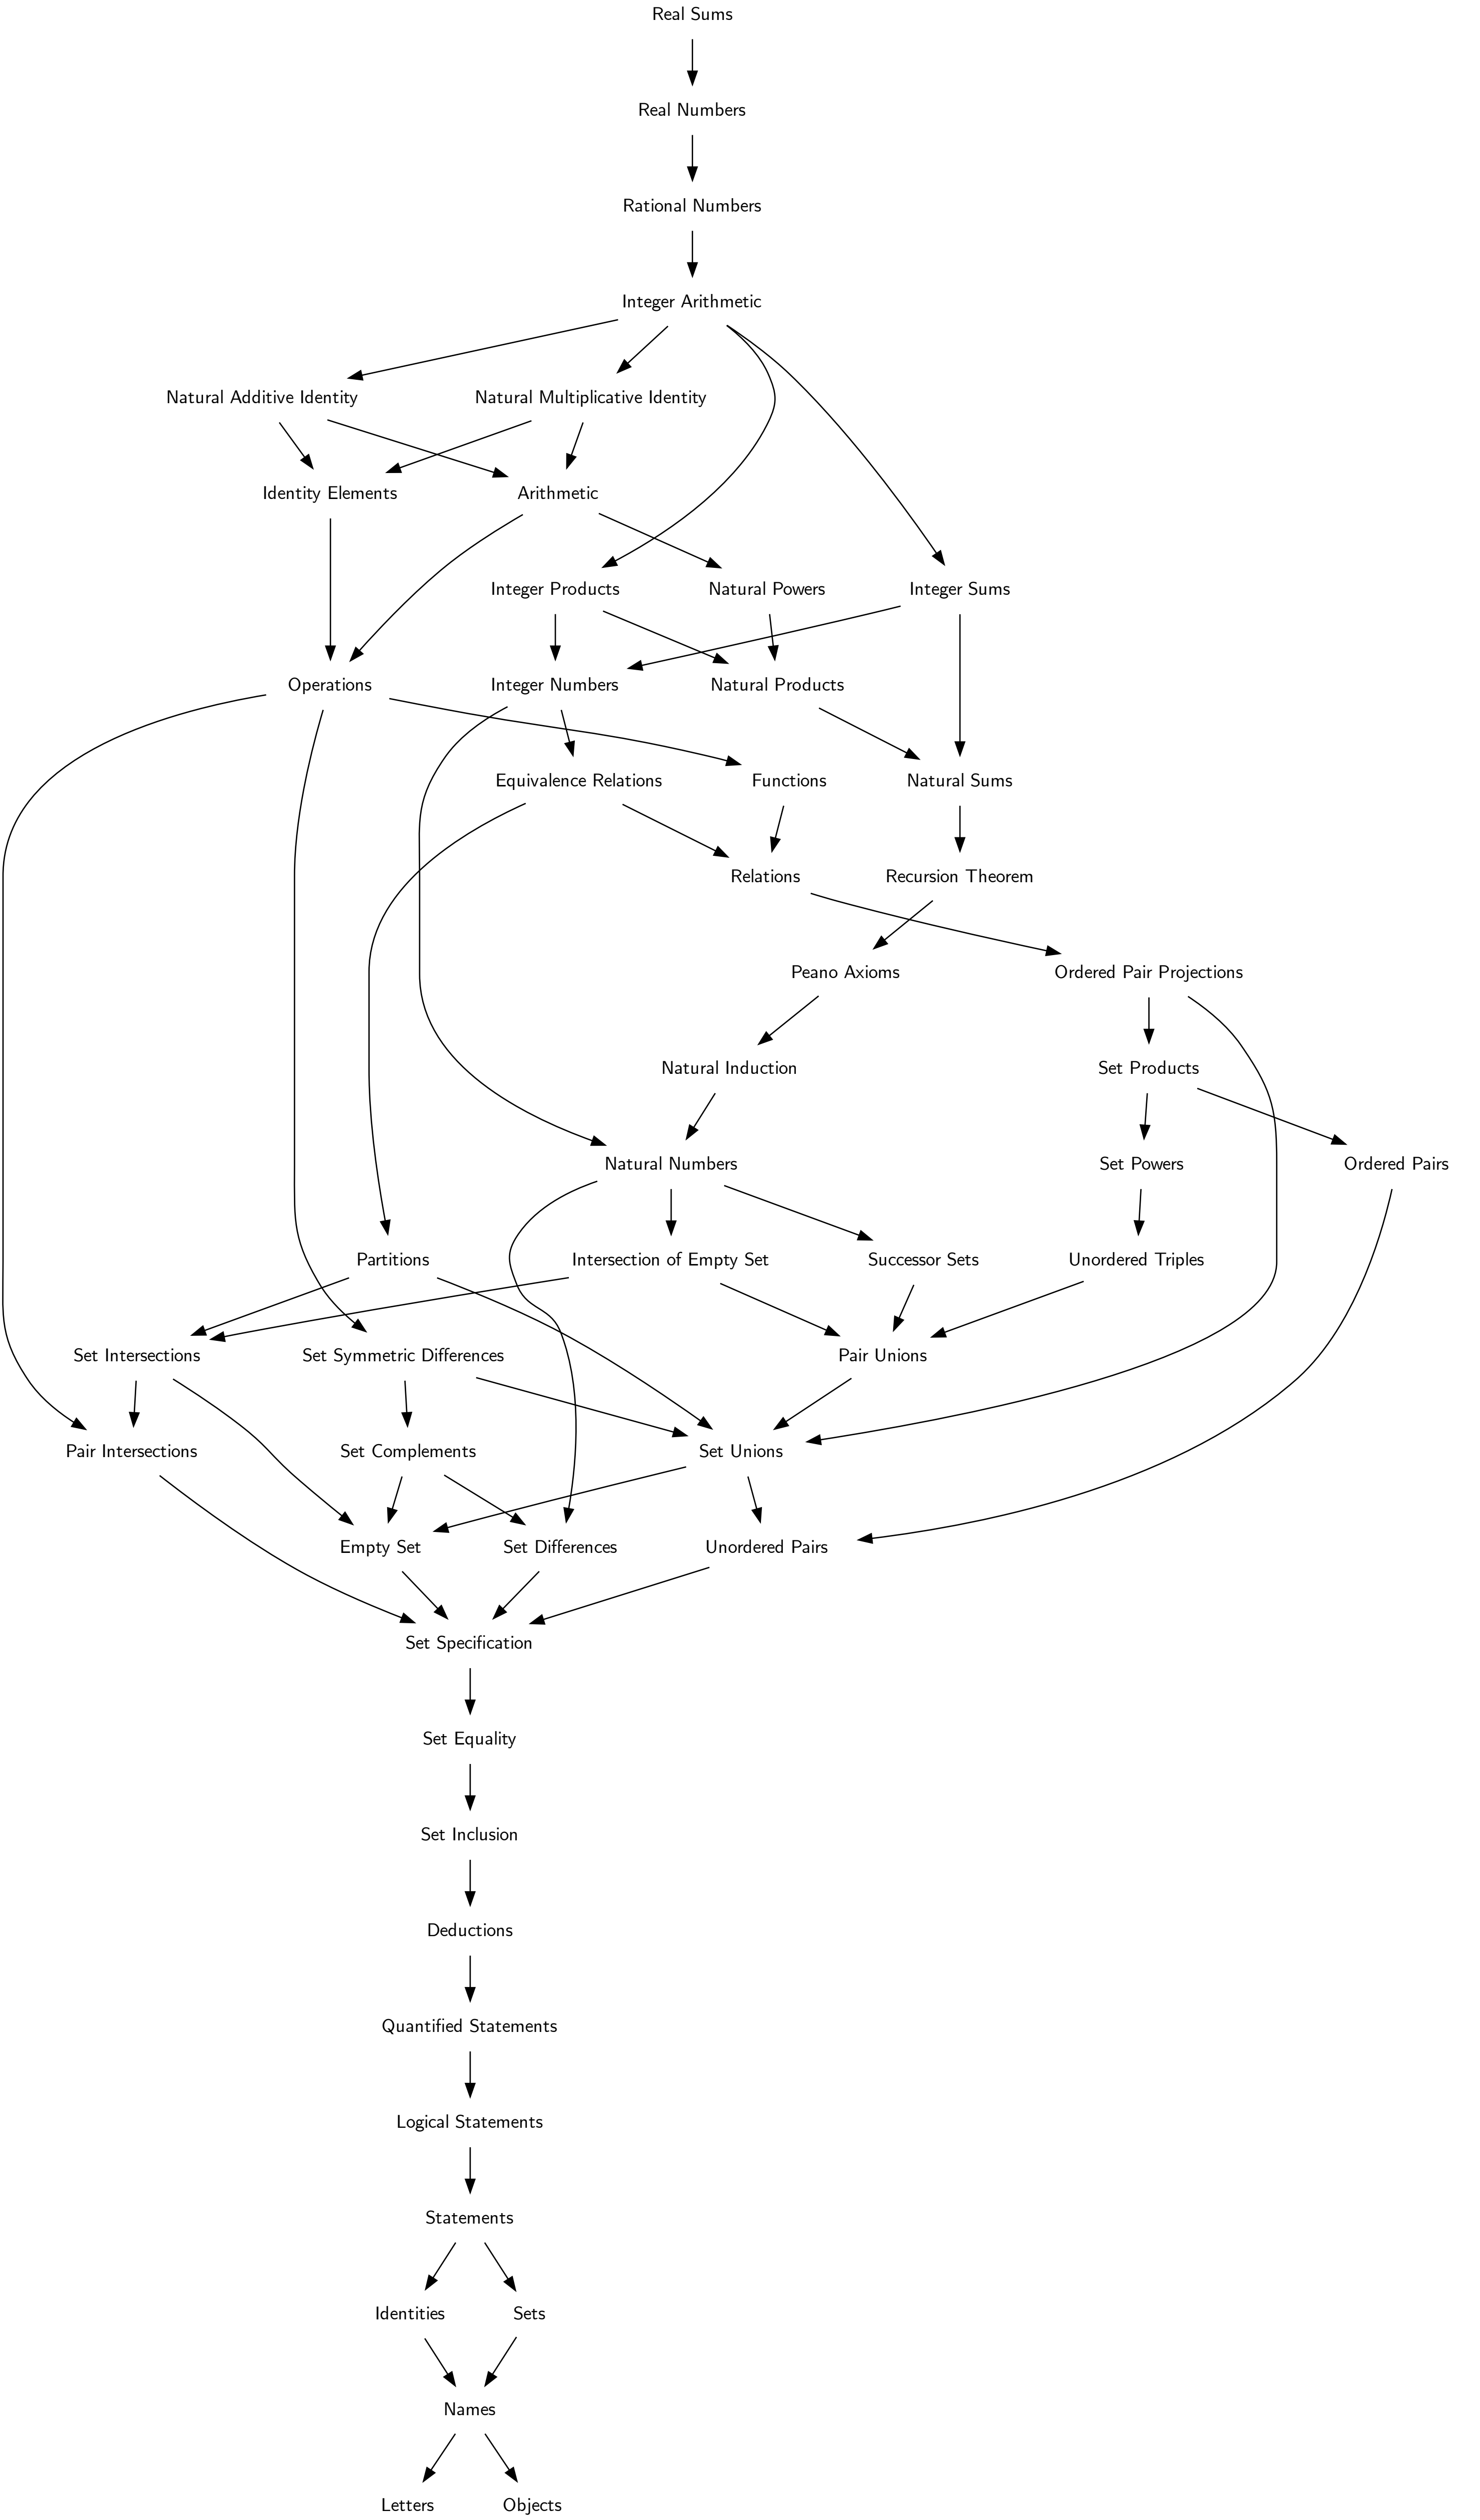 Real Sums
Real Numbers
Rational Numbers
Integer Arithmetic
Natural Additive Identity
Natural Multiplicative Identity
Identity Elements
Arithmetic
Integer Products
Natural Powers
Integer Sums
Operations
Integer Numbers
Natural Products
Equivalence Relations
Functions
Natural Sums
Relations
Recursion Theorem
Peano Axioms
Ordered Pair Projections
Natural Induction
Set Products
Natural Numbers
Set Powers
Ordered Pairs
Partitions
Intersection of Empty Set
Successor Sets
Unordered Triples
Set Intersections
Set Symmetric Differences
Pair Unions
Pair Intersections
Set Complements
Set Unions
Empty Set
Set Differences
Unordered Pairs
Set Specification
Set Equality
Set Inclusion
Deductions
Quantified Statements
Logical Statements
Statements
Identities
Sets
Names
Letters
Objects